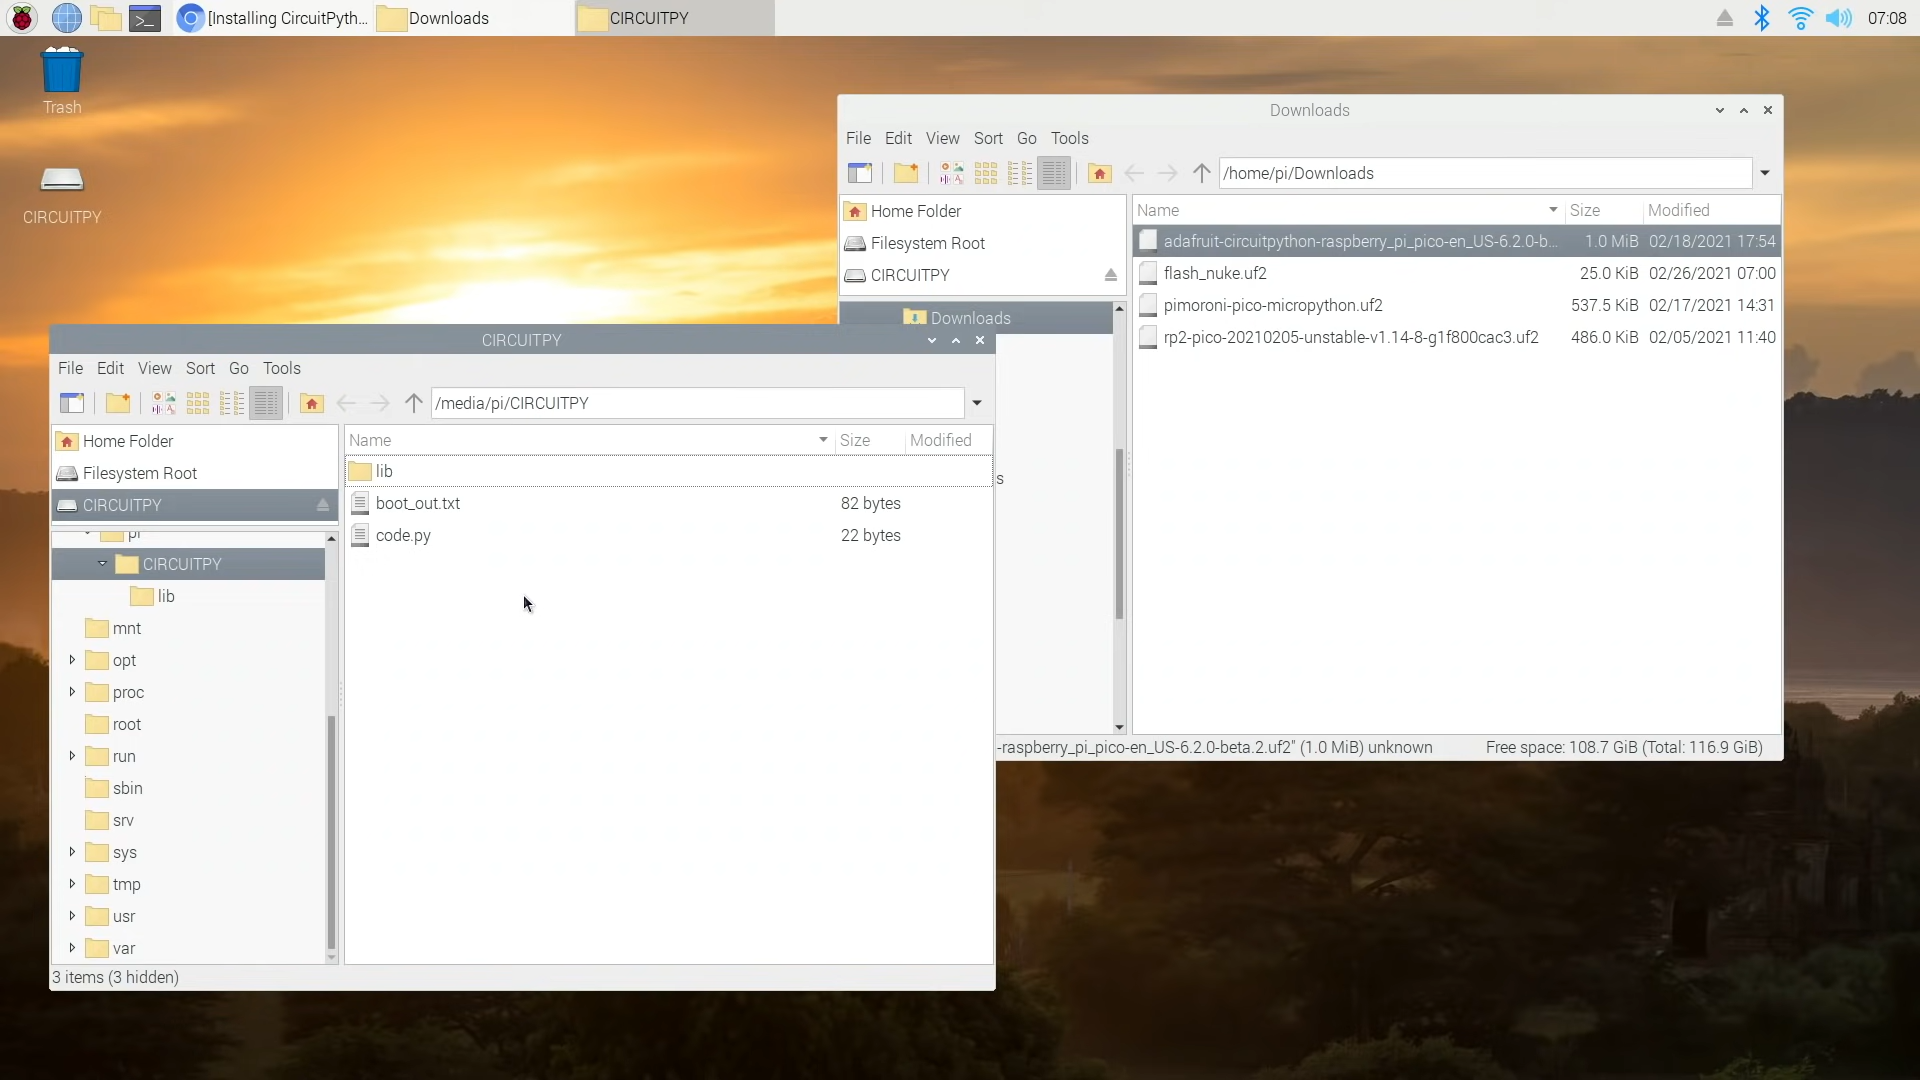 [Installing CircuitPyth... Downloads CIRCUITPY 07:08
Trash
CIRCUITPY
Downloads
File Edit View Sort Go Tools
/home/pi/Downloads
Home Folder
Filesystem Root
CIRCUITPY
Downloads
s
Name Size Modified
adafruit-circuitpython-raspberry_pi_pico-en_US-6.2.0-b... 1.0 MiB 02/18/2021 17:54
flash_nuke.uf2 25.0 KiB 02/26/2021 07:00
pimoroni-pico-micropython.uf2 537.5 KiB 02/17/2021 14:31
rp2-pico-20210205-unstable-v1.14-8-g1f800cac3.uf2 486.0 KiB 02/05/2021 11:40
-raspberry_pi_pico-en_US-6.2.0-beta.2.uf2" (1.0 MiB) unknown Free space: 108.7 GiB (Total: 116.9 GiB)
CIRCUITPY
File Edit View Sort Go Tools
/media/pi/CIRCUITPY
Home Folder
Filesystem Root
CIRCUITPY
pi
CIRCUITPY
lib
mnt
opt
proc
root
run
sbin
srv
sys
tmp
usr
var
Name Size Modified
lib
boot_out.txt 82 bytes
code.py 22 bytes
3 items (3 hidden)